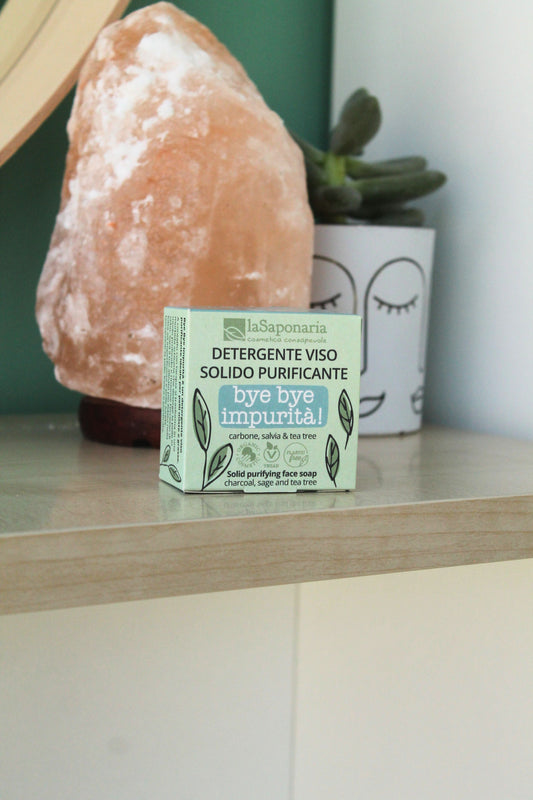 laSaponaria
cosmetica consapevole
DETERGENTE VISO
SOLIDO PURIFICANTE
bye bye
impurità!
carbone, salvia & tea tree
VEGAN
Solid purifying face soap
charcoal, sage and tea tree